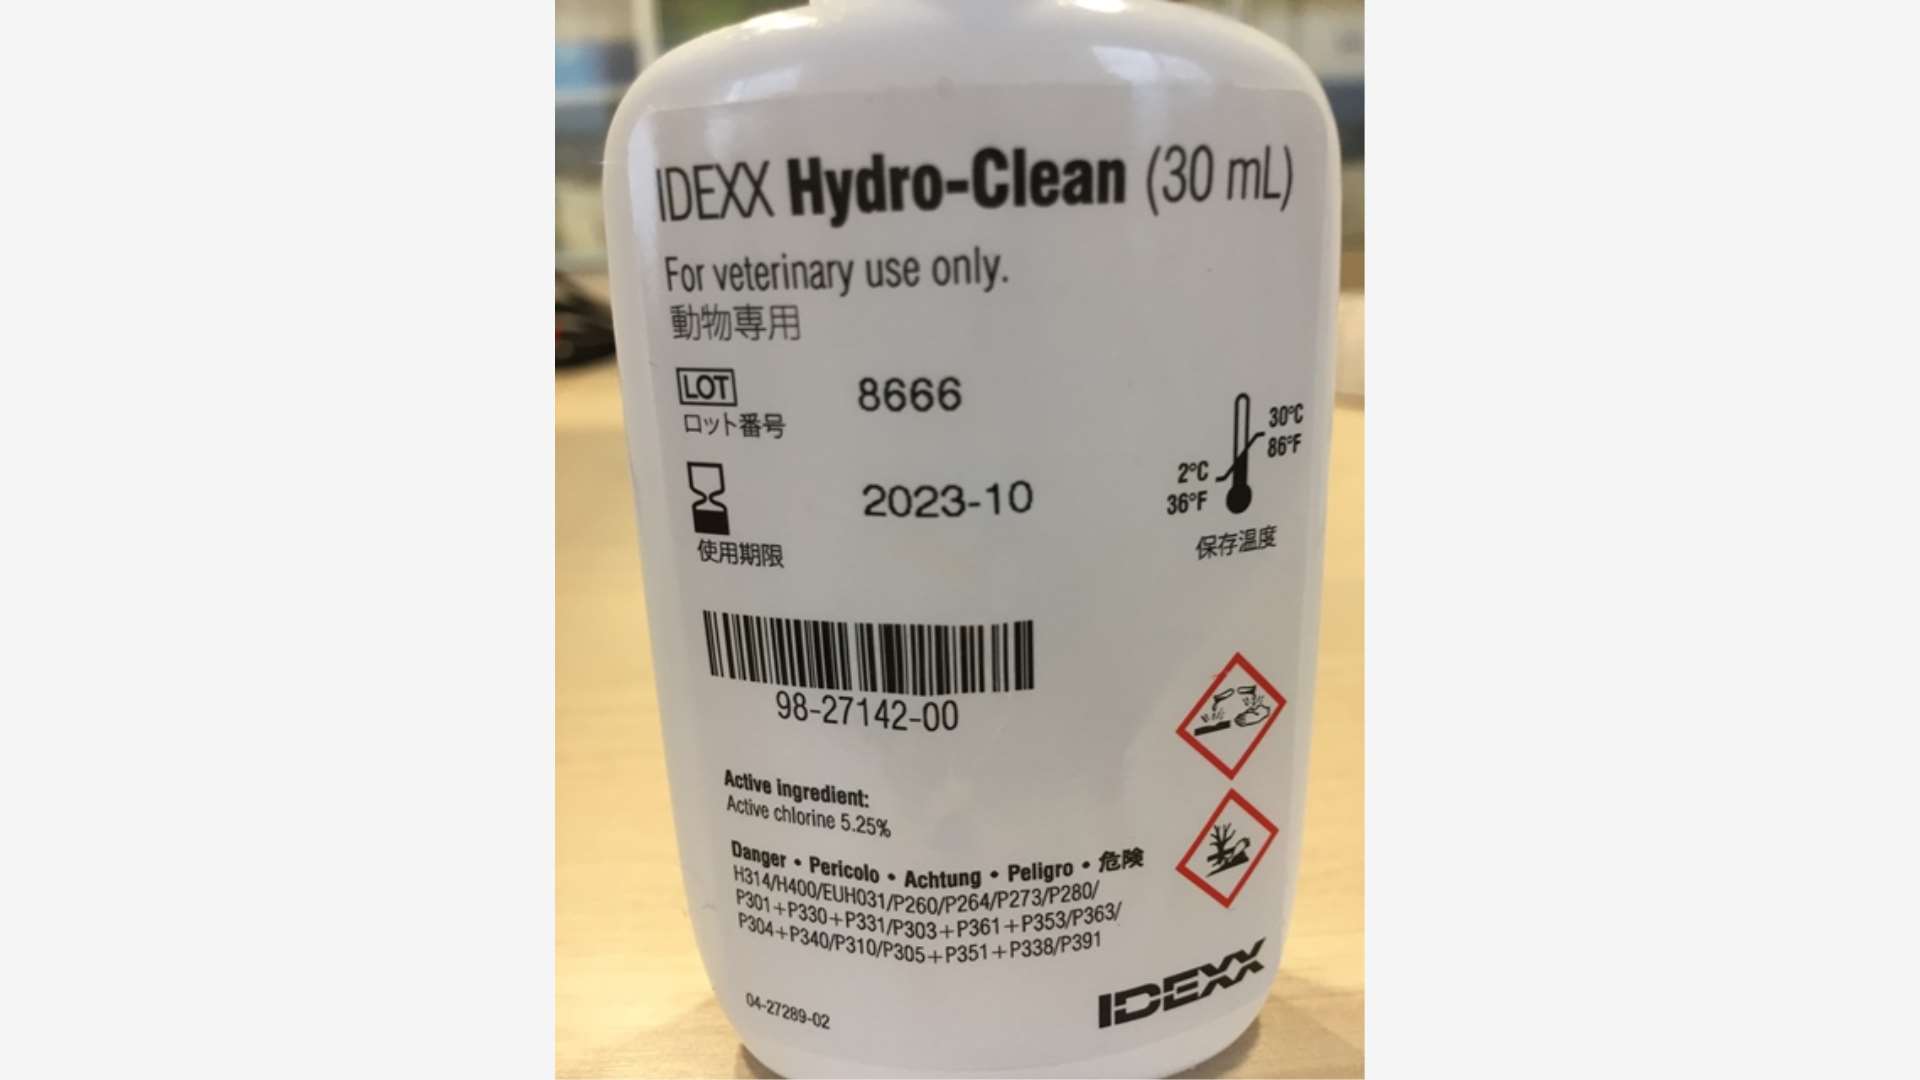 IDEXX Hydro-Clean (30 mL)
For veterinary use only.
動物専用
LOT 8666
ロット番号
2023-10
使用期限
30°C
86°F
2°C
36°F
保存温度
98-27142-00
Active ingredient:
Active chlorine 5.25%
Danger • Pericolo • Achtung • Peligro • 危険
H314/H400/EUH031/P260/P264/P273/P280/
P301+P330+P331/P303+P361+P353/P363/
P304+P340/P310/P305+P351+P338/P391
04-27289-02
IDEXX